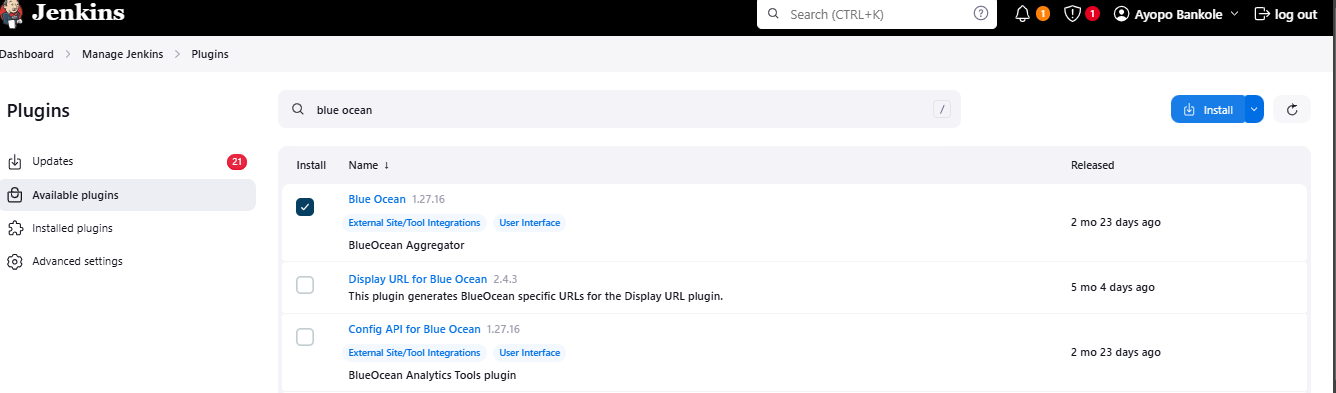 Jenkins
Search (CTRL+K)
1
1
Ayopo Bankole
log out
Dashboard > Manage Jenkins > Plugins
Plugins
blue ocean
/
Install
Updates
21
Available plugins
Installed plugins
Advanced settings
Install Name ↓ Released
Blue Ocean 1.27.16
External Site/Tool Integrations User Interface
BlueOcean Aggregator
2 mo 23 days ago
Display URL for Blue Ocean 2.4.3
This plugin generates BlueOcean specific URLs for the Display URL plugin.
5 mo 4 days ago
Config API for Blue Ocean 1.27.16
External Site/Tool Integrations User Interface
BlueOcean Analytics Tools plugin
2 mo 23 days ago